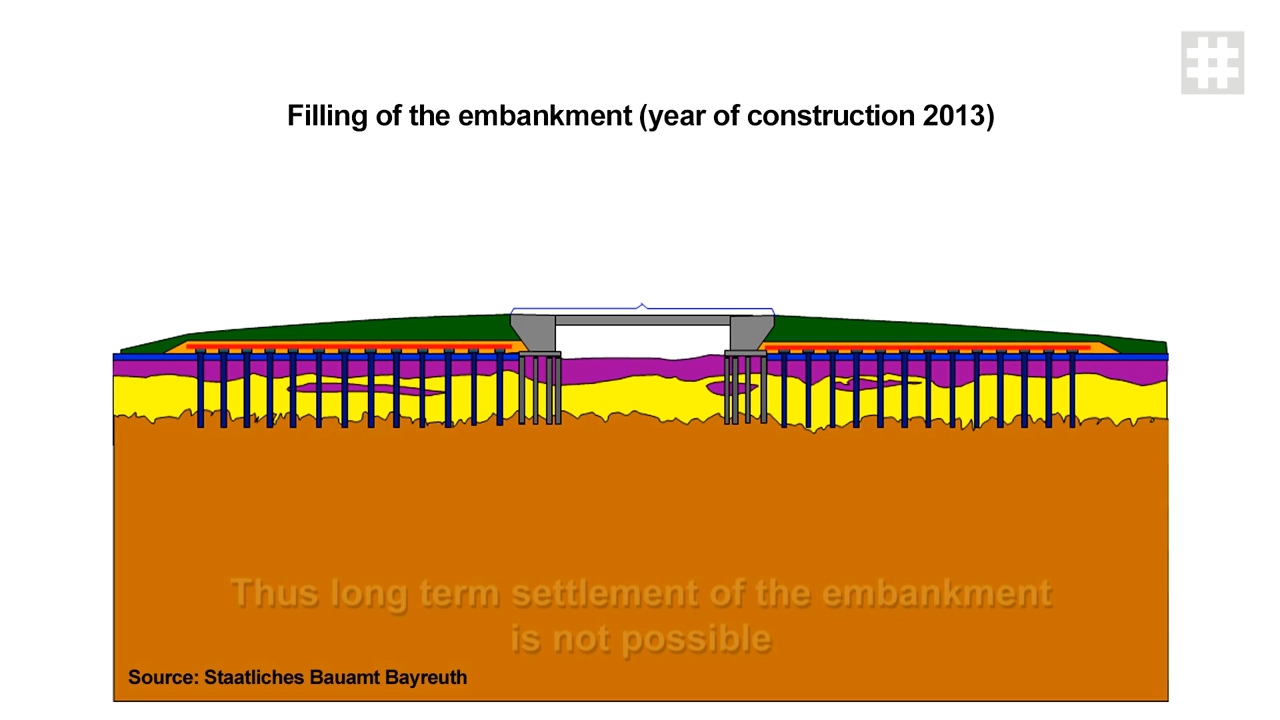 Filling of the embankment (year of construction 2013)
Thus long term settlement of the embankment
is not possible
Source: Staatliches Bauamt Bayreuth